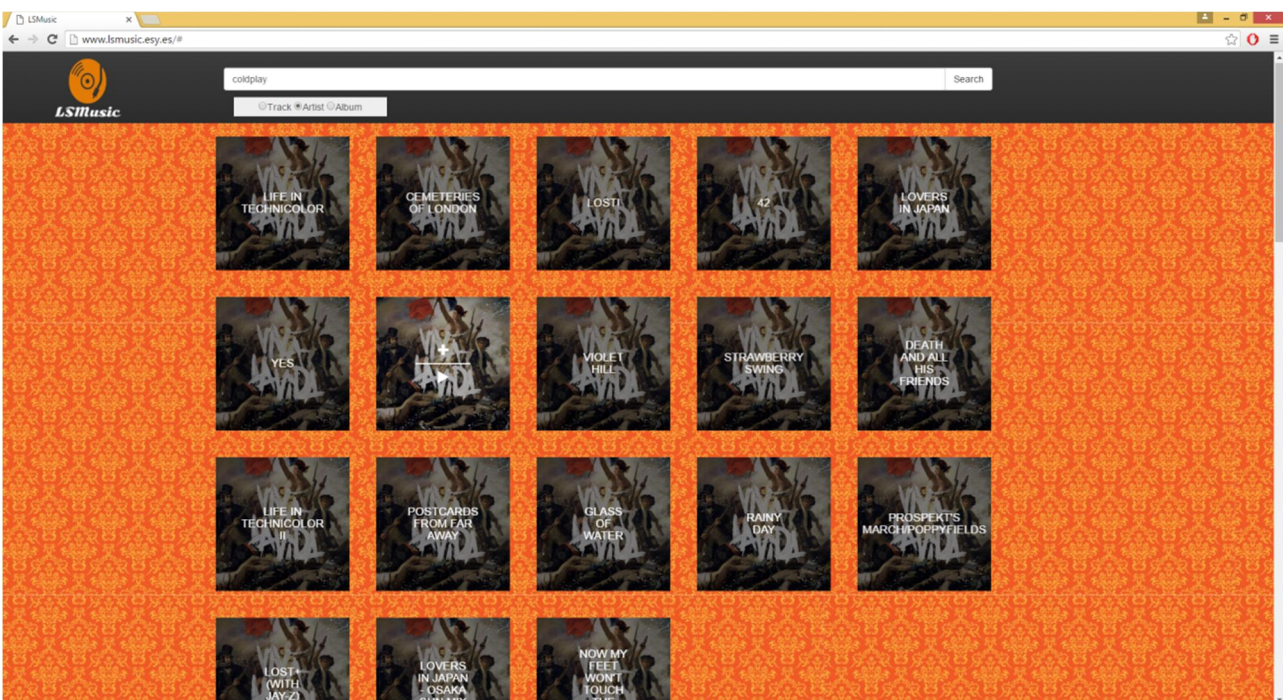 LSMusic
www.lsmusic.esy.es/#
coldplay
Search
LSMusic
Track Artist Album
LIFE IN
TECHNICOLOR
CEMETERIES
OF LONDON
LOST!
42
LOVERS
IN JAPAN
YES
VIOLET
HILL
STRAWBERRY
SWING
DEATH
AND ALL
HIS
FRIENDS
LIFE IN
TECHNICOLOR
II
POSTCARDS
FROM FAR
AWAY
GLASS
OF
WATER
RAINY
DAY
PROSPEKT'S
MARCH/POPPYFIELDS
LOST+
(WITH
JAY-Z)
LOVERS
IN JAPAN
- OSAKA
SUN MIX
NOW MY
FEET
WON'T
TOUCH
THE